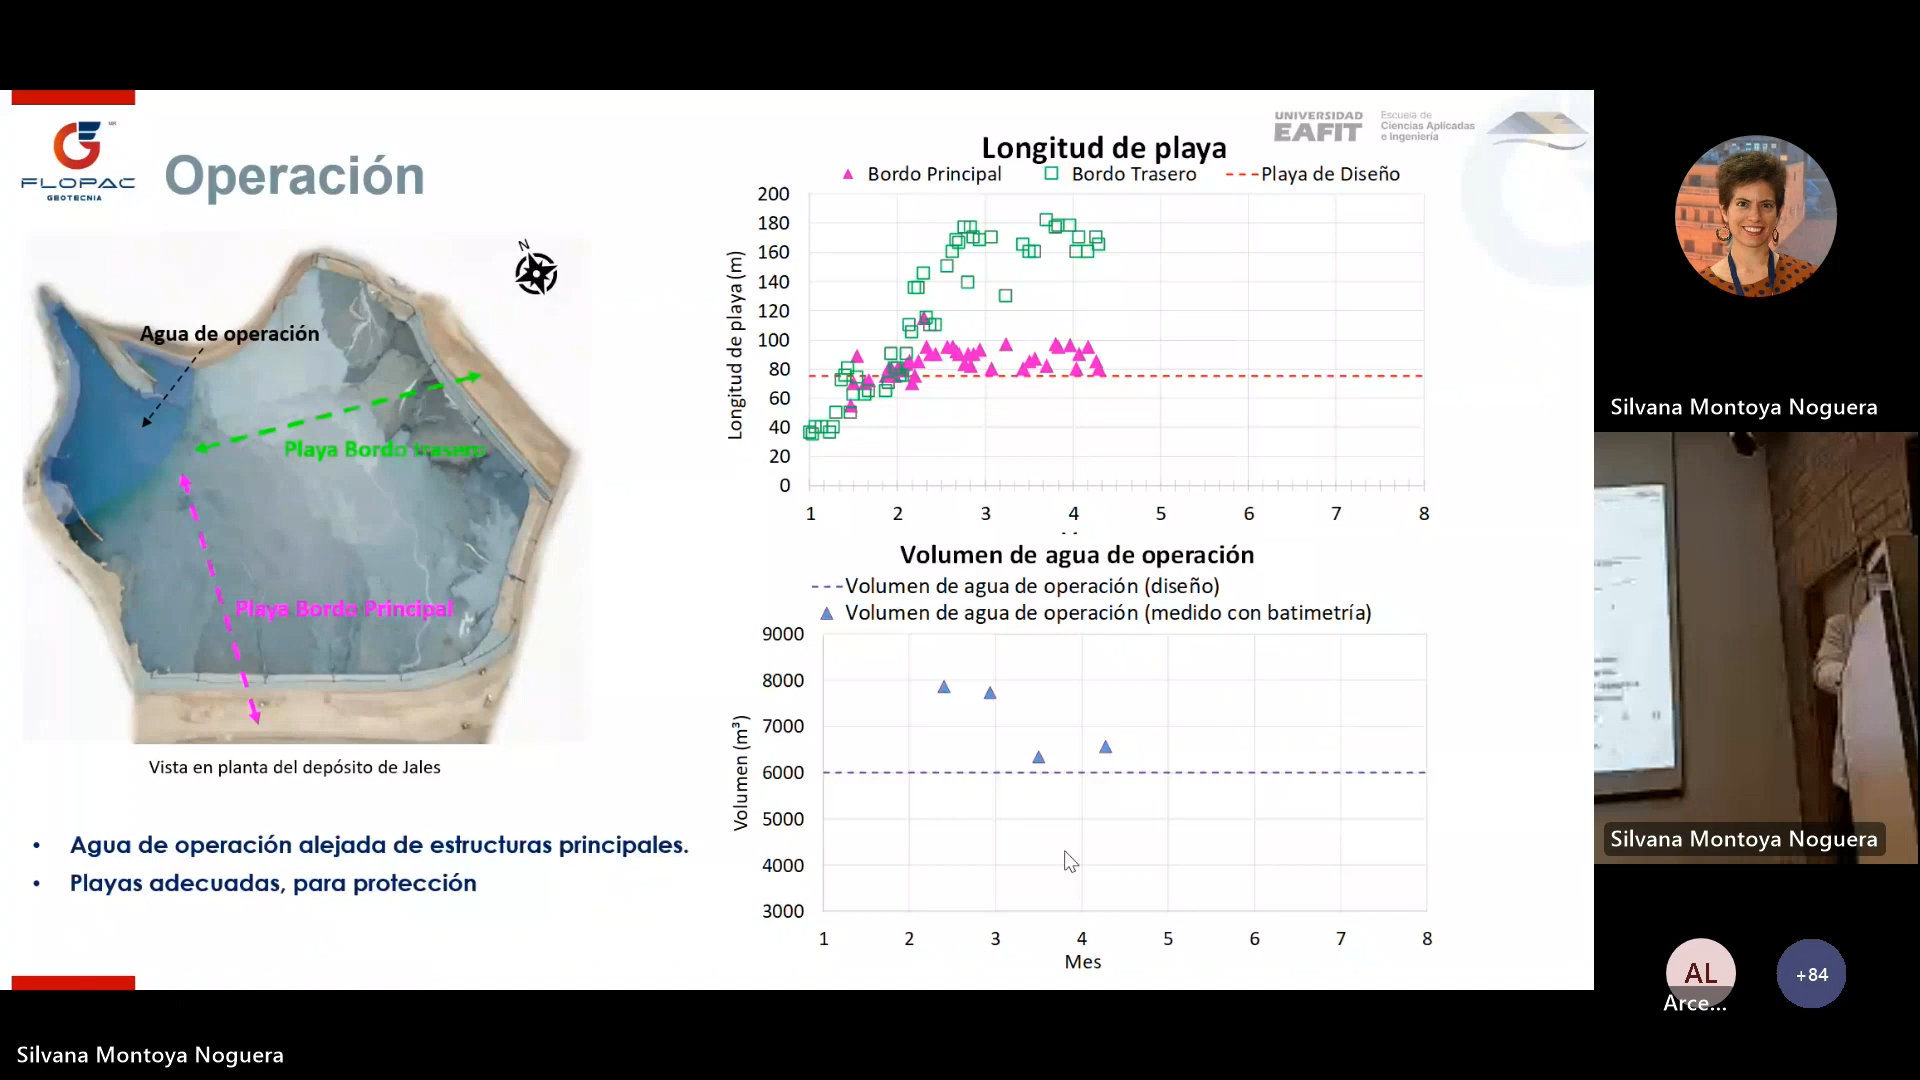 FLOPAC
GEOTECNIA
MR
Operación
UNIVERSIDAD
EAFIT
Escuela de
Ciencias Aplicadas
e Ingeniería
N
Agua de operación
Playa Bordo trasero
Playa Bordo Principal
Vista en planta del depósito de Jales
• Agua de operación alejada de estructuras principales.
• Playas adecuadas, para protección
Longitud de playa
Bordo Principal Bordo Trasero Playa de Diseño
Longitud de playa (m)
200
180
160
140
120
100
80
60
40
20
0
1 2 3 4 5 6 7 8
Volumen de agua de operación
Volumen de agua de operación (diseño)
Volumen de agua de operación (medido con batimetría)
Volumen (m³)
9000
8000
7000
6000
5000
4000
3000
1 2 3 4 5 6 7 8
Mes
Silvana Montoya Noguera
Silvana Montoya Noguera
AL
Arce...
+84
Silvana Montoya Noguera